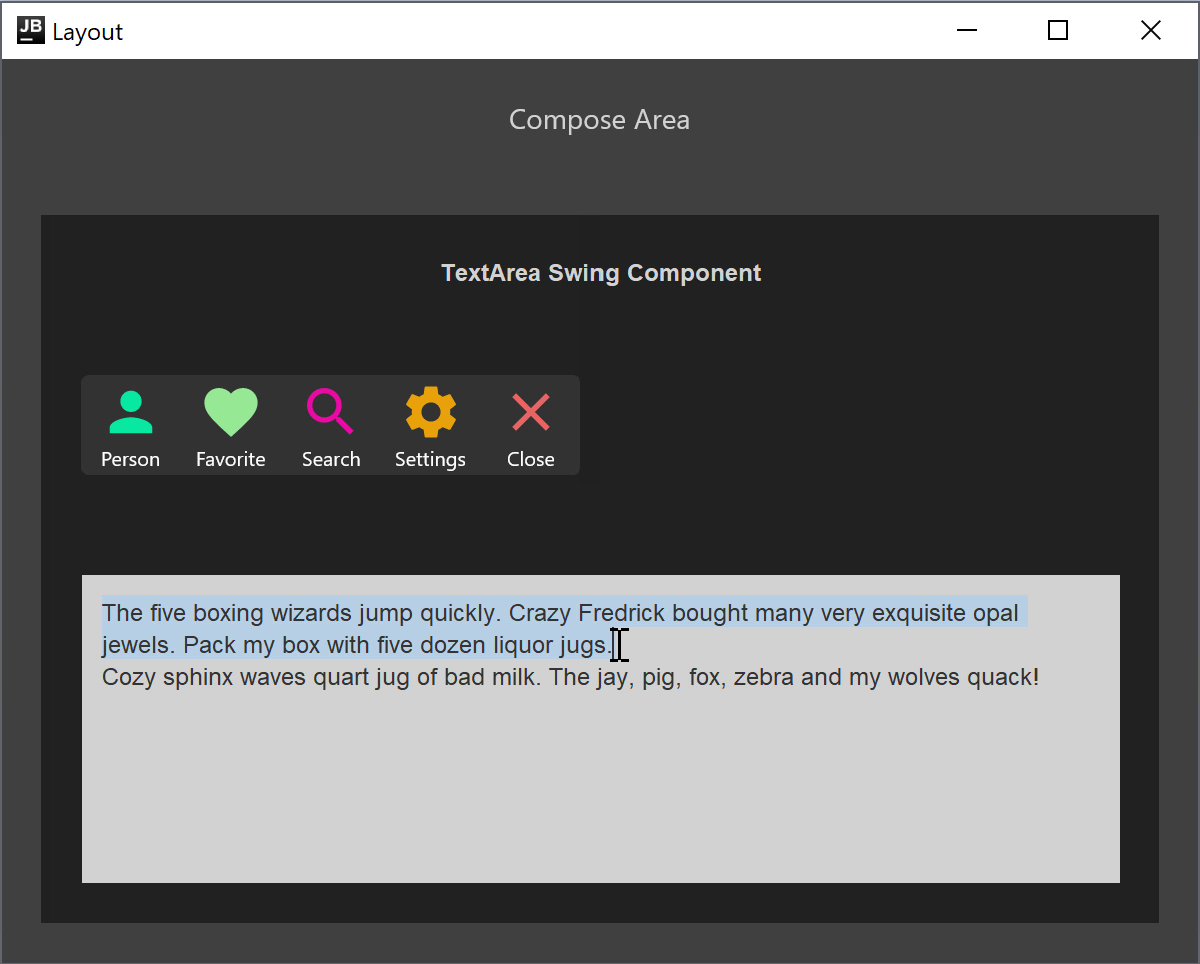 JB Layout
Compose Area
TextArea Swing Component
Person Favorite Search Settings Close
The five boxing wizards jump quickly. Crazy Fredrick bought many very exquisite opal
jewels. Pack my box with five dozen liquor jugs.
Cozy sphinx waves quart jug of bad milk. The jay, pig, fox, zebra and my wolves quack!